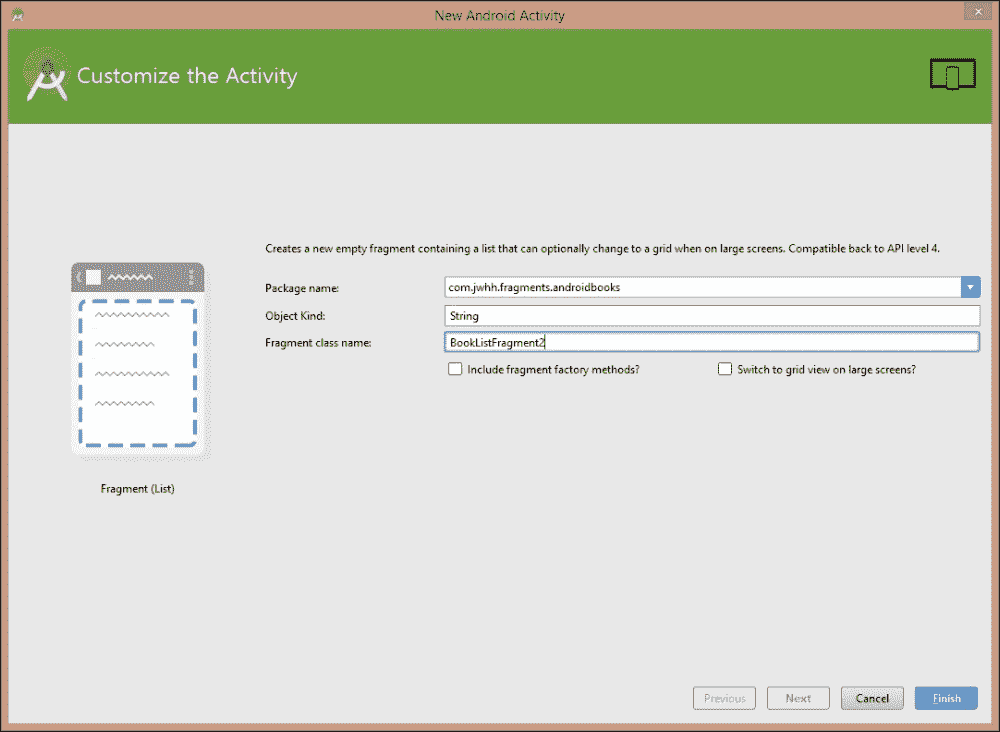 New Android Activity
Customize the Activity
Creates a new empty fragment containing a list that can optionally change to a grid when on large screens. Compatible back to API level 4.
Package name:
com.jwhh.fragments.androidbooks
Object Kind:
String
Fragment class name:
BookListFragment2
Include fragment factory methods?
Switch to grid view on large screens?
Fragment (List)
Previous
Next
Cancel
Finish